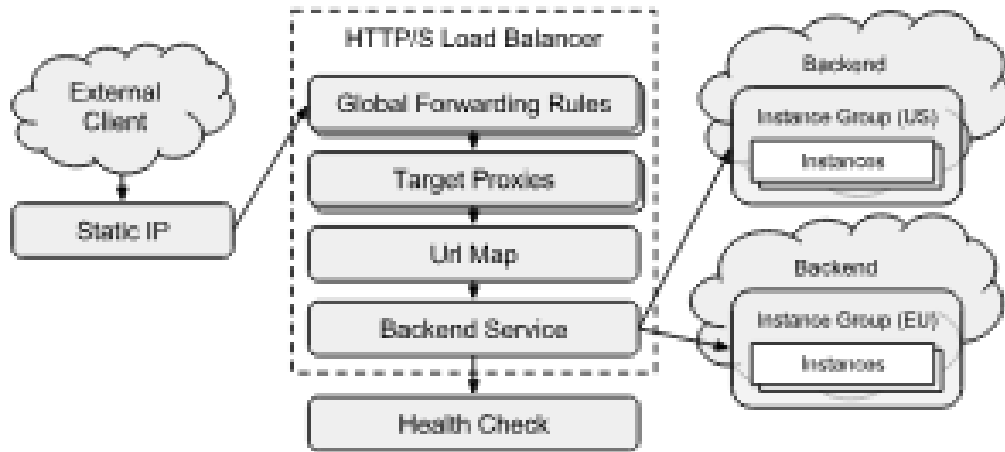 HTTP/S Load Balancer
External
Client
Static IP
Global Forwarding Rules
Target Proxies
Url Map
Backend Service
Health Check
Backend
Instance Group (US)
Instances
Backend
Instance Group (EU)
Instances